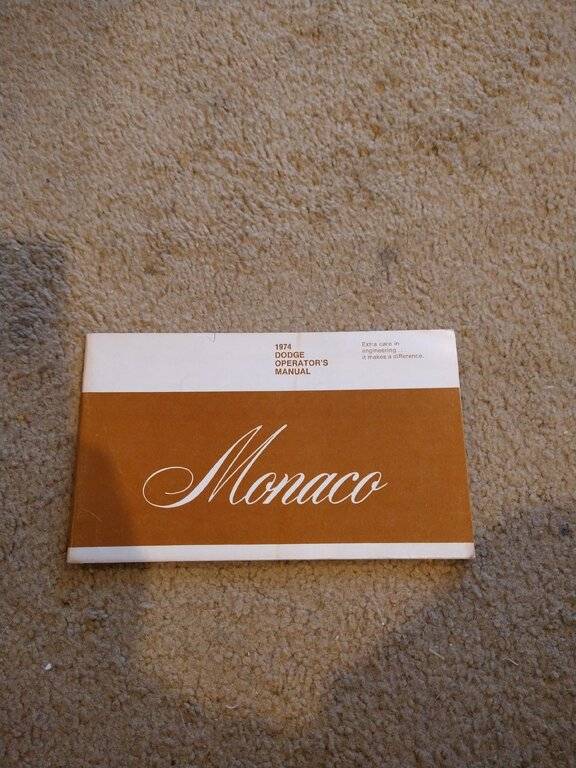 1974
DODGE
OPERATOR'S
MANUAL
Extra care in
engineering...
it makes a difference.
Monaco